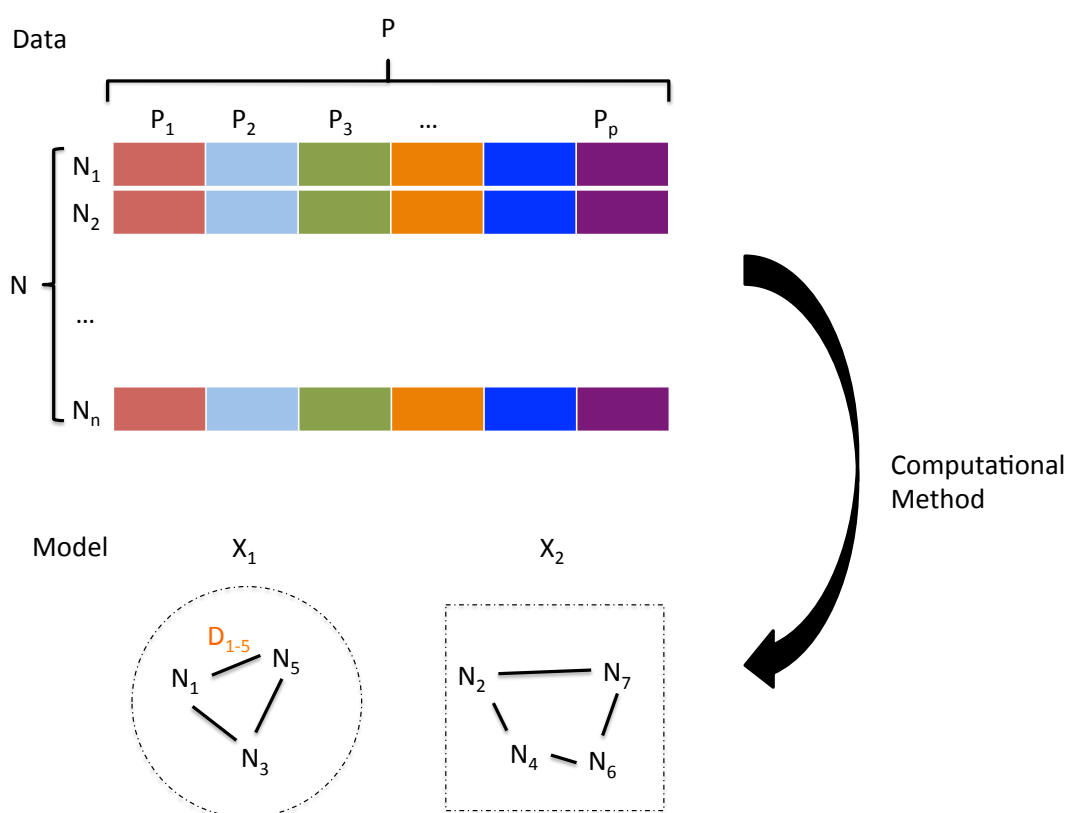 Data
P
P1 P2 P3 ... Pp
N1
N2
N
...
Nn
Computational
Method
Model X1 X2
D1-5
N1 N5
N3
N2 N7
N4 N6